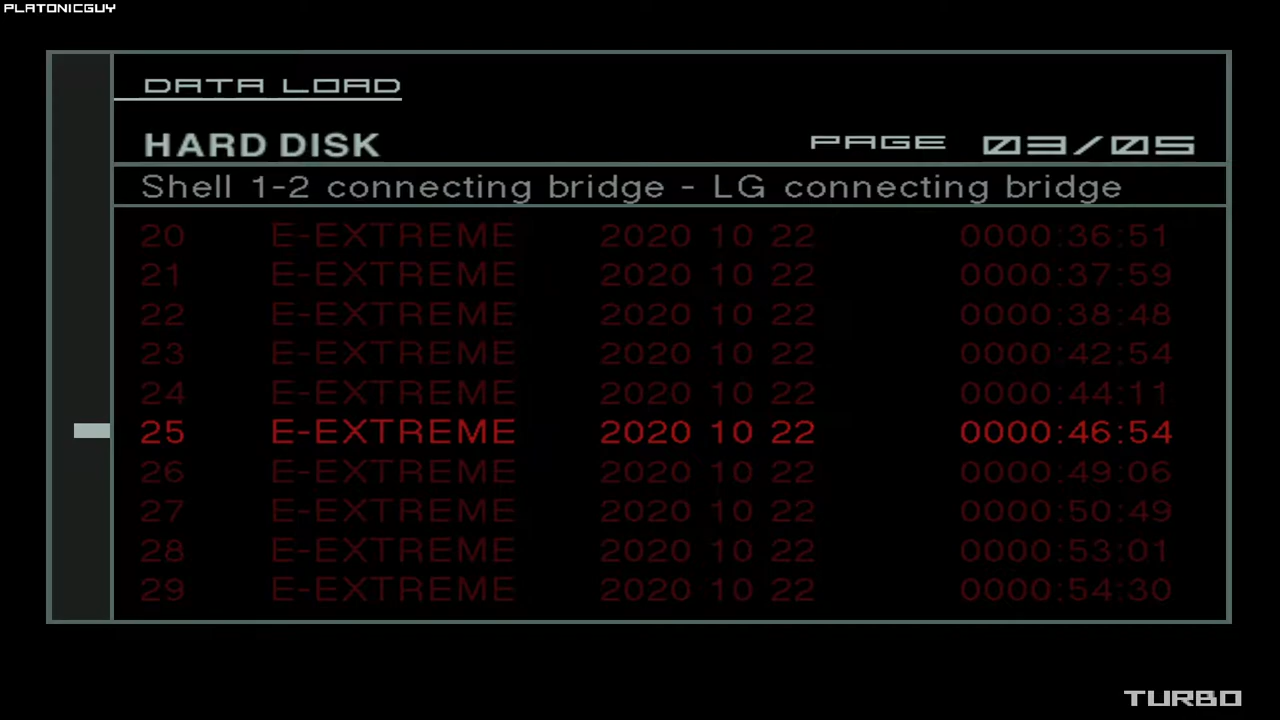 PLATONICGUY
DATA LOAD
HARD DISK PAGE 03/05
Shell 1-2 connecting bridge - LG connecting bridge
20 E-EXTREME 2020 10 22 0000:36:51
21 E-EXTREME 2020 10 22 0000:37:59
22 E-EXTREME 2020 10 22 0000:38:48
23 E-EXTREME 2020 10 22 0000:42:54
24 E-EXTREME 2020 10 22 0000:44:11
25 E-EXTREME 2020 10 22 0000:46:54
26 E-EXTREME 2020 10 22 0000:49:06
27 E-EXTREME 2020 10 22 0000:50:49
28 E-EXTREME 2020 10 22 0000:53:01
29 E-EXTREME 2020 10 22 0000:54:30
TURBO